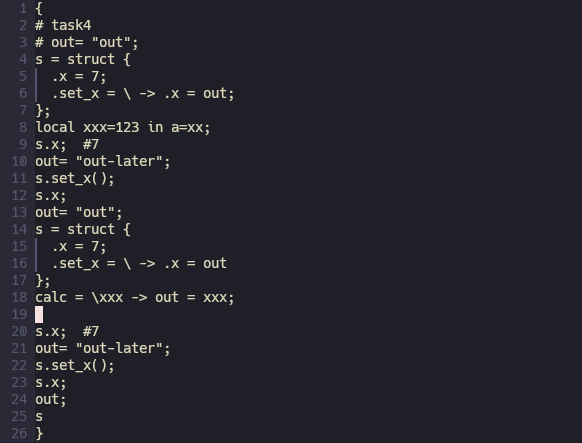 1 {
2 # task4
3 # out= "out";
4 s = struct {
5   .x = 7;
6   .set_x = \ -> .x = out;
7 };
8 local xxx=123 in a=xx;
9 s.x;  #7
10 out= "out-later";
11 s.set_x();
12 s.x;
13 out= "out";
14 s = struct {
15   .x = 7;
16   .set_x = \ -> .x = out
17 };
18 calc = \xxx -> out = xxx;
19
20 s.x;  #7
21 out= "out-later";
22 s.set_x();
23 s.x;
24 out;
25 s
26 }